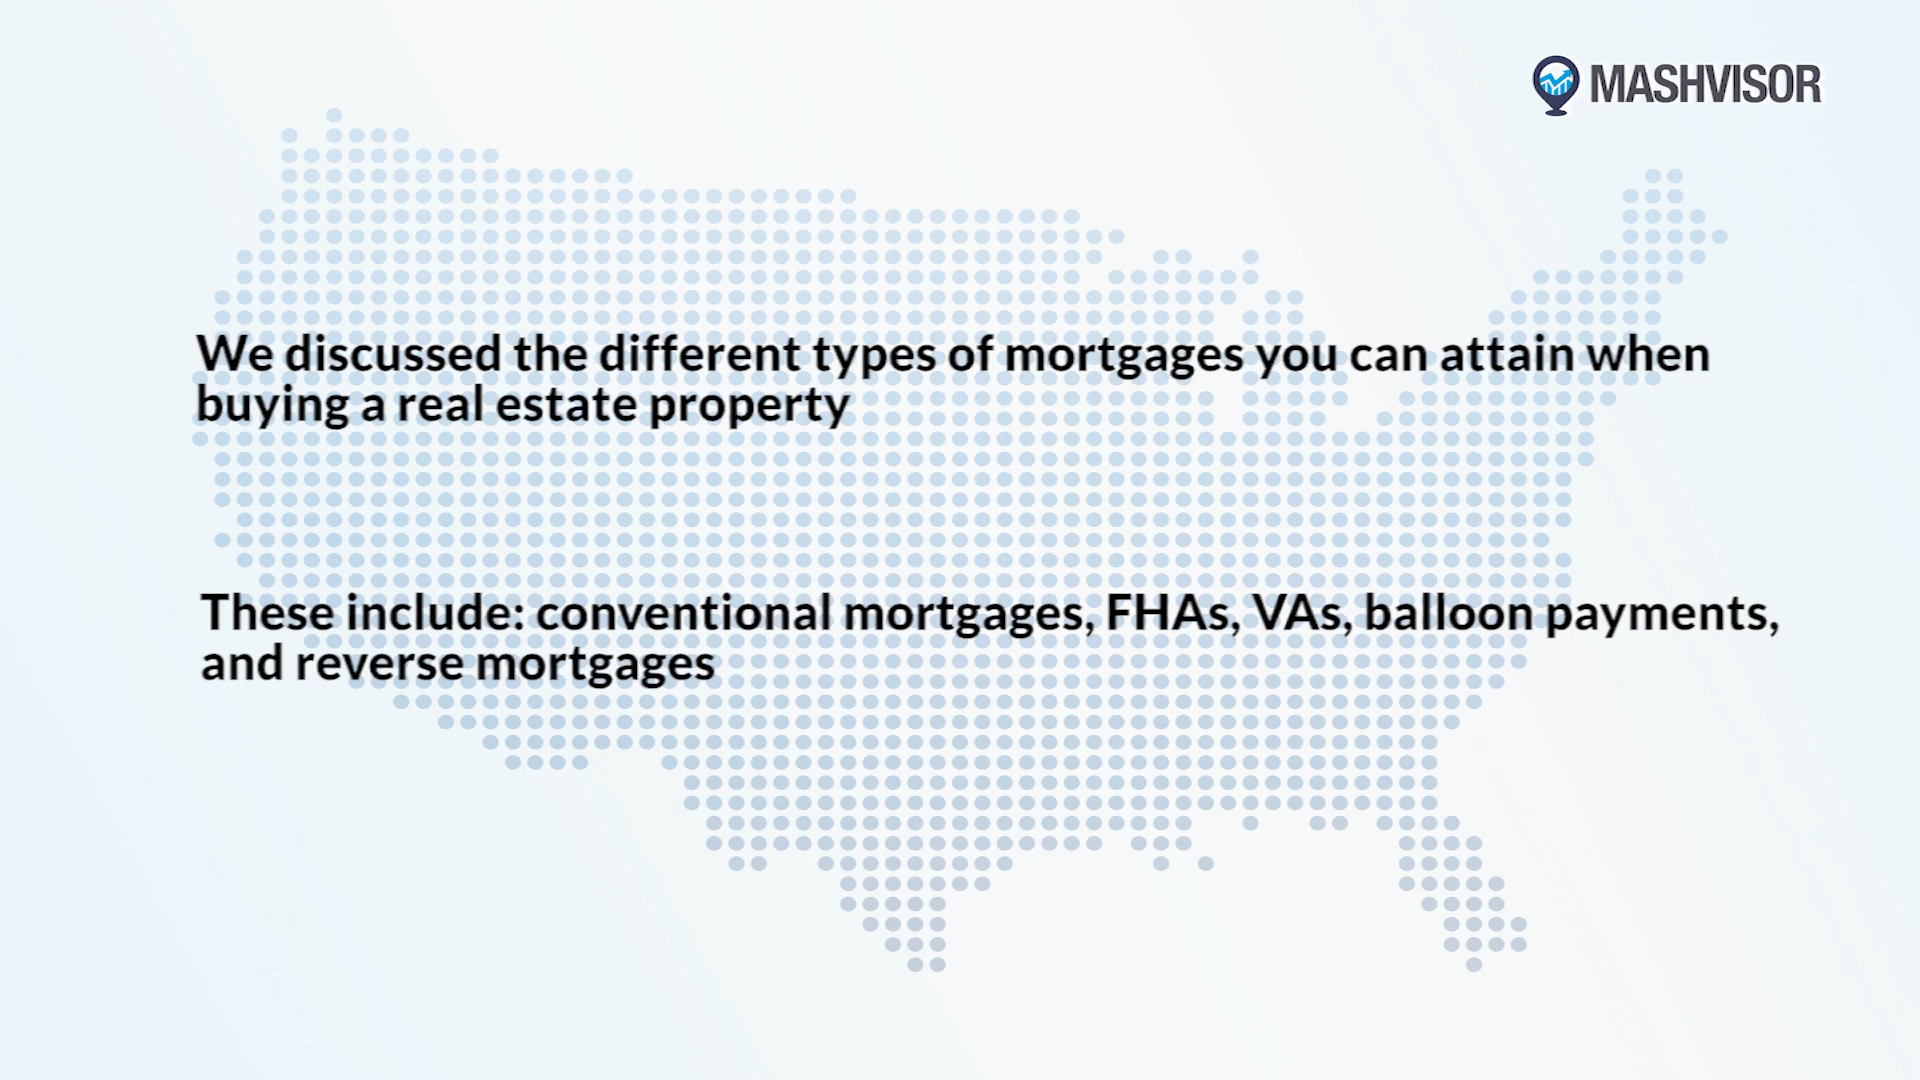 MASHVISOR
We discussed the different types of mortgages you can attain when
buying a real estate property
These include: conventional mortgages, FHAs, VAs, balloon payments,
and reverse mortgages